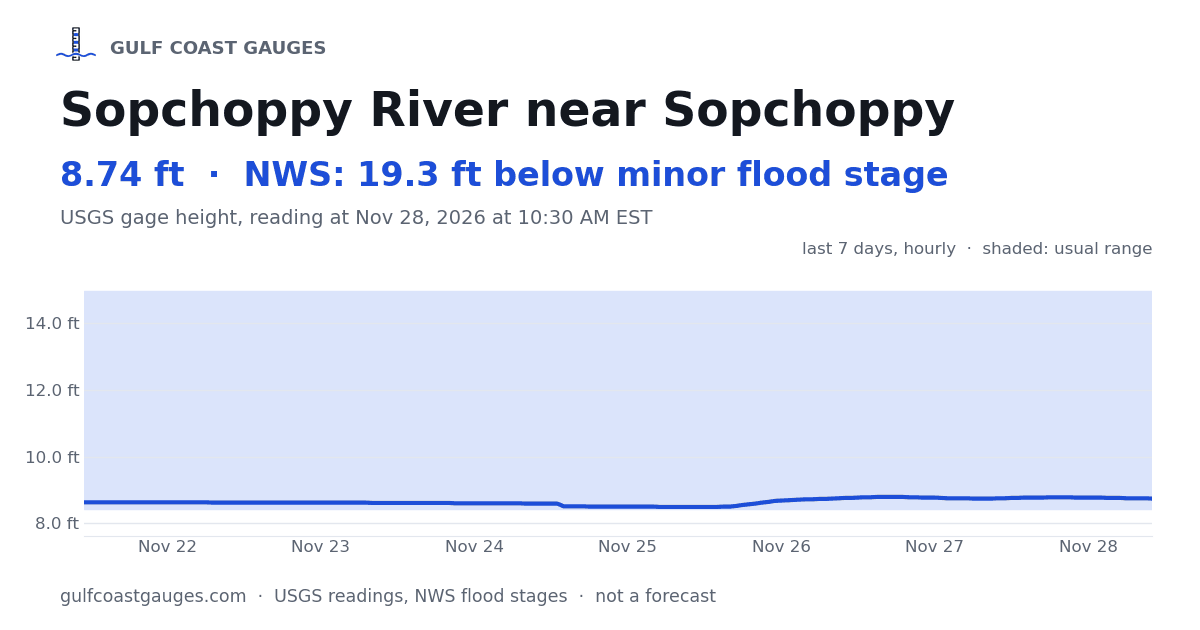 GULF COAST GAUGES
Sopchoppy River near Sopchoppy
8.74 ft · NWS: 19.3 ft below minor flood stage
USGS gage height, reading at Nov 28, 2026 at 10:30 AM EST
last 7 days, hourly · shaded: usual range
14.0 ft
12.0 ft
10.0 ft
8.0 ft
Nov 22 Nov 23 Nov 24 Nov 25 Nov 26 Nov 27 Nov 28
gulfcoastgauges.com · USGS readings, NWS flood stages · not a forecast